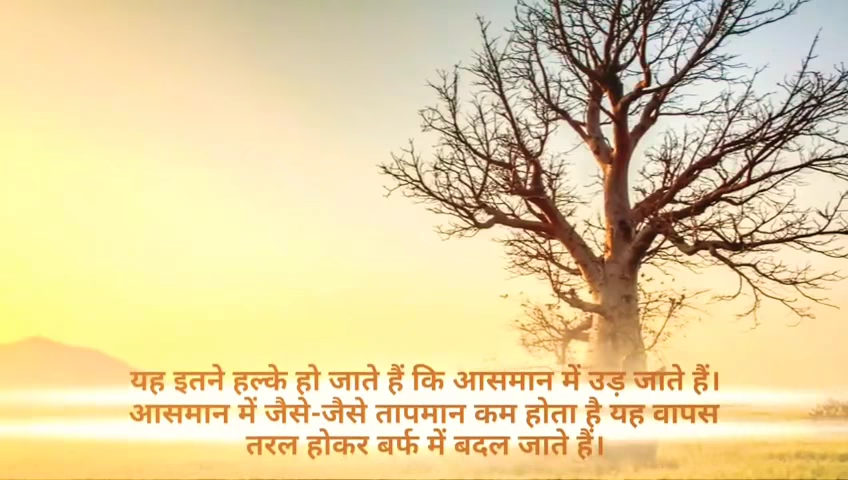 यह इतने हल्के हो जाते हैं कि आसमान में उड़ जाते हैं।
आसमान में जैसे-जैसे तापमान कम होता है यह वापस
तरल होकर बर्फ में बदल जाते हैं।